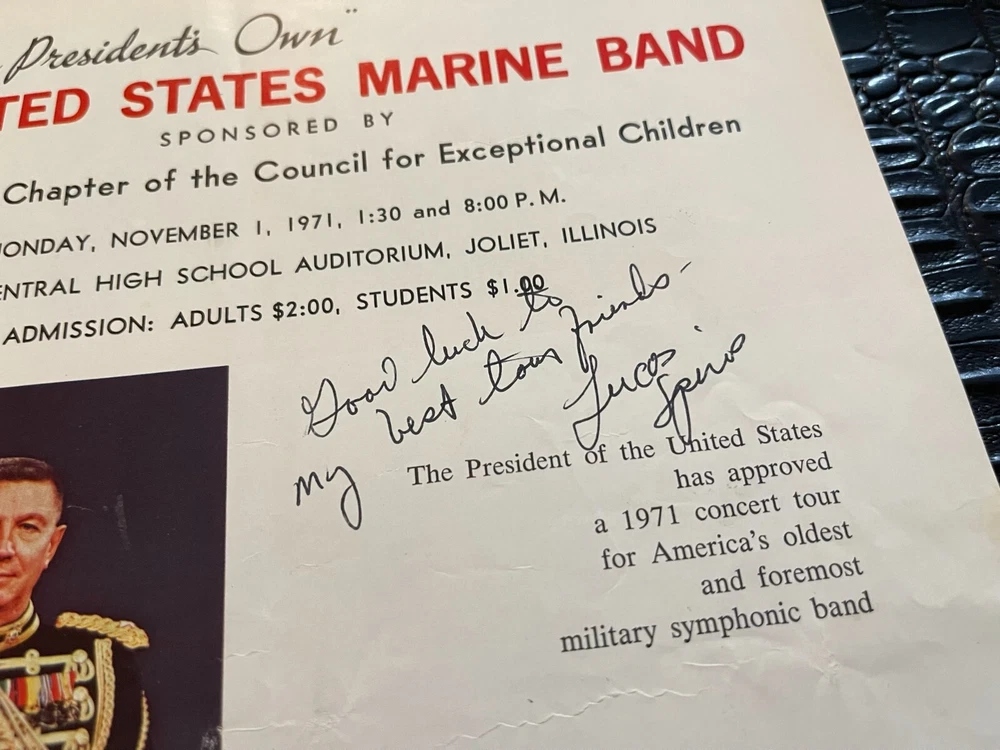 President's Own"
TED STATES MARINE BAND
SPONSORED BY
Chapter of the Council for Exceptional Children
ONDAY, NOVEMBER 1, 1971, 1:30 and 8:00 P. M.
ENTRAL HIGH SCHOOL AUDITORIUM, JOLIET, ILLINOIS
ADMISSION: ADULTS $2:00, STUDENTS $1.00
Good luck to
my best tour friends-
Lucas
Spiros
The President of the United States
has approved
a 1971 concert tour
for America's oldest
and foremost
military symphonic band